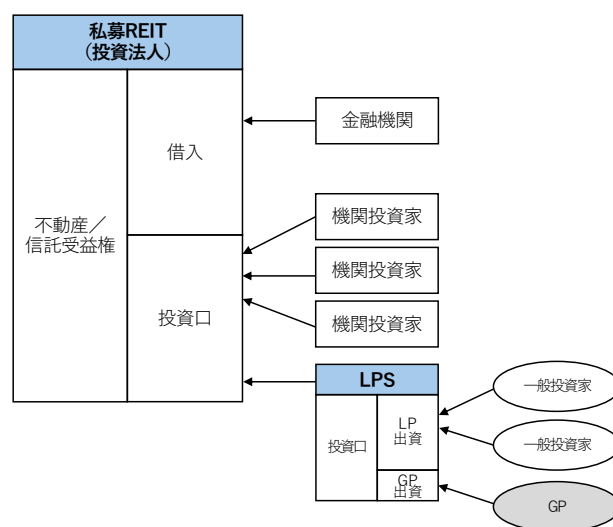 私募REIT
（投資法人）
不動産／
信託受益権
借入
投資口
金融機関
機関投資家
機関投資家
機関投資家
LPS
投資口
LP
出資
GP
出資
一般投資家
一般投資家
GP